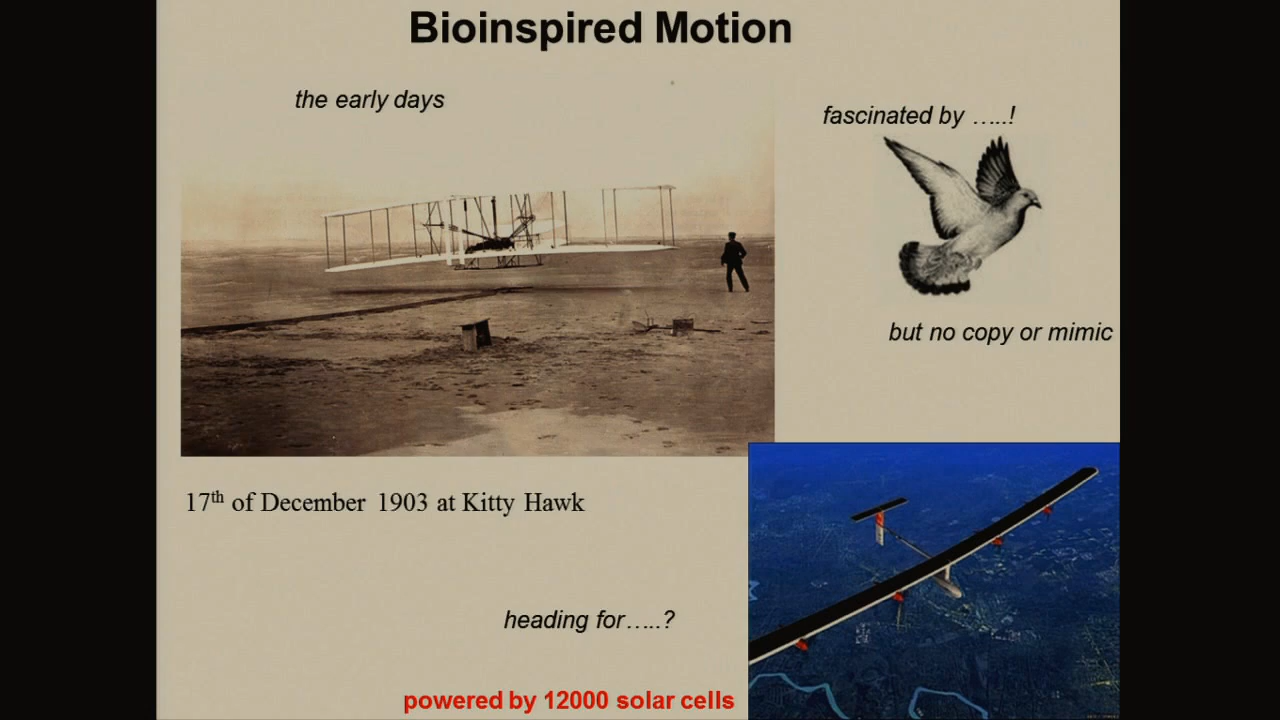 Bioinspired Motion
the early days
fascinated by …..!
but no copy or mimic
17th of December 1903 at Kitty Hawk
heading for…..?
powered by 12000 solar cells